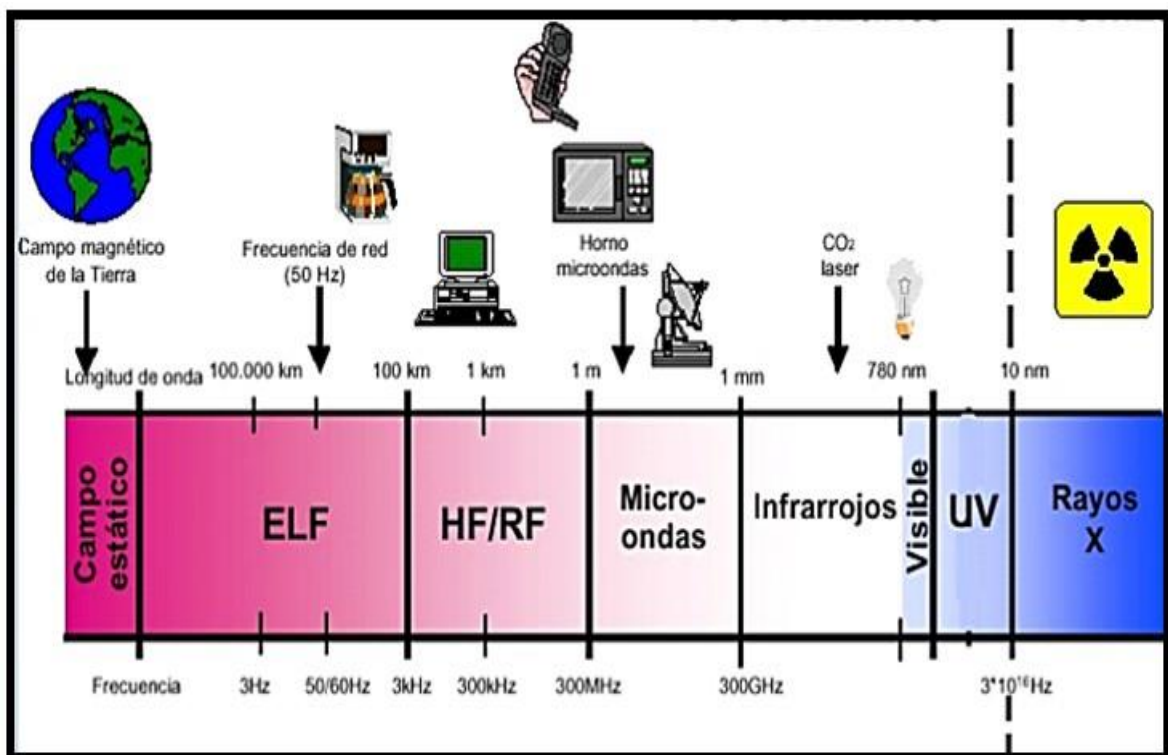 Campo magnético
de la Tierra
Frecuencia de red
(50 Hz)
Horno
microondas
CO₂
laser
Longitud de onda 100.000 km 100 km 1 km 1 m 1 mm 780 nm 10 nm
Campo
estático
ELF
HF/RF
Micro-
ondas
Infrarrojos
Visible
UV
Rayos
X
Frecuencia 3Hz 50/60Hz 3kHz 300kHz 300MHz 300GHz 3*10¹⁶Hz